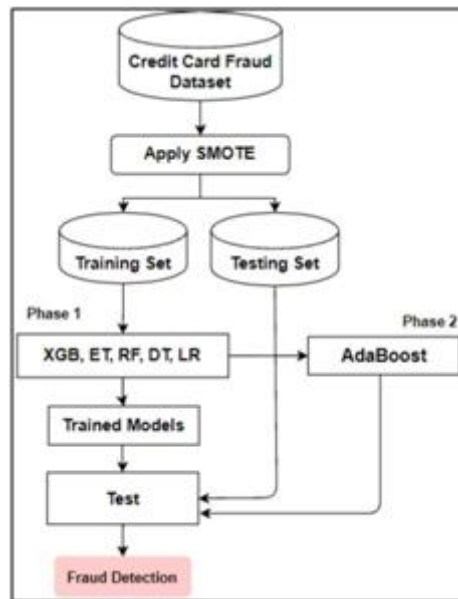 Credit Card Fraud
Dataset
Apply SMOTE
Training Set
Testing Set
Phase 1
Phase 2
XGB, ET, RF, DT, LR
AdaBoost
Trained Models
Test
Fraud Detection